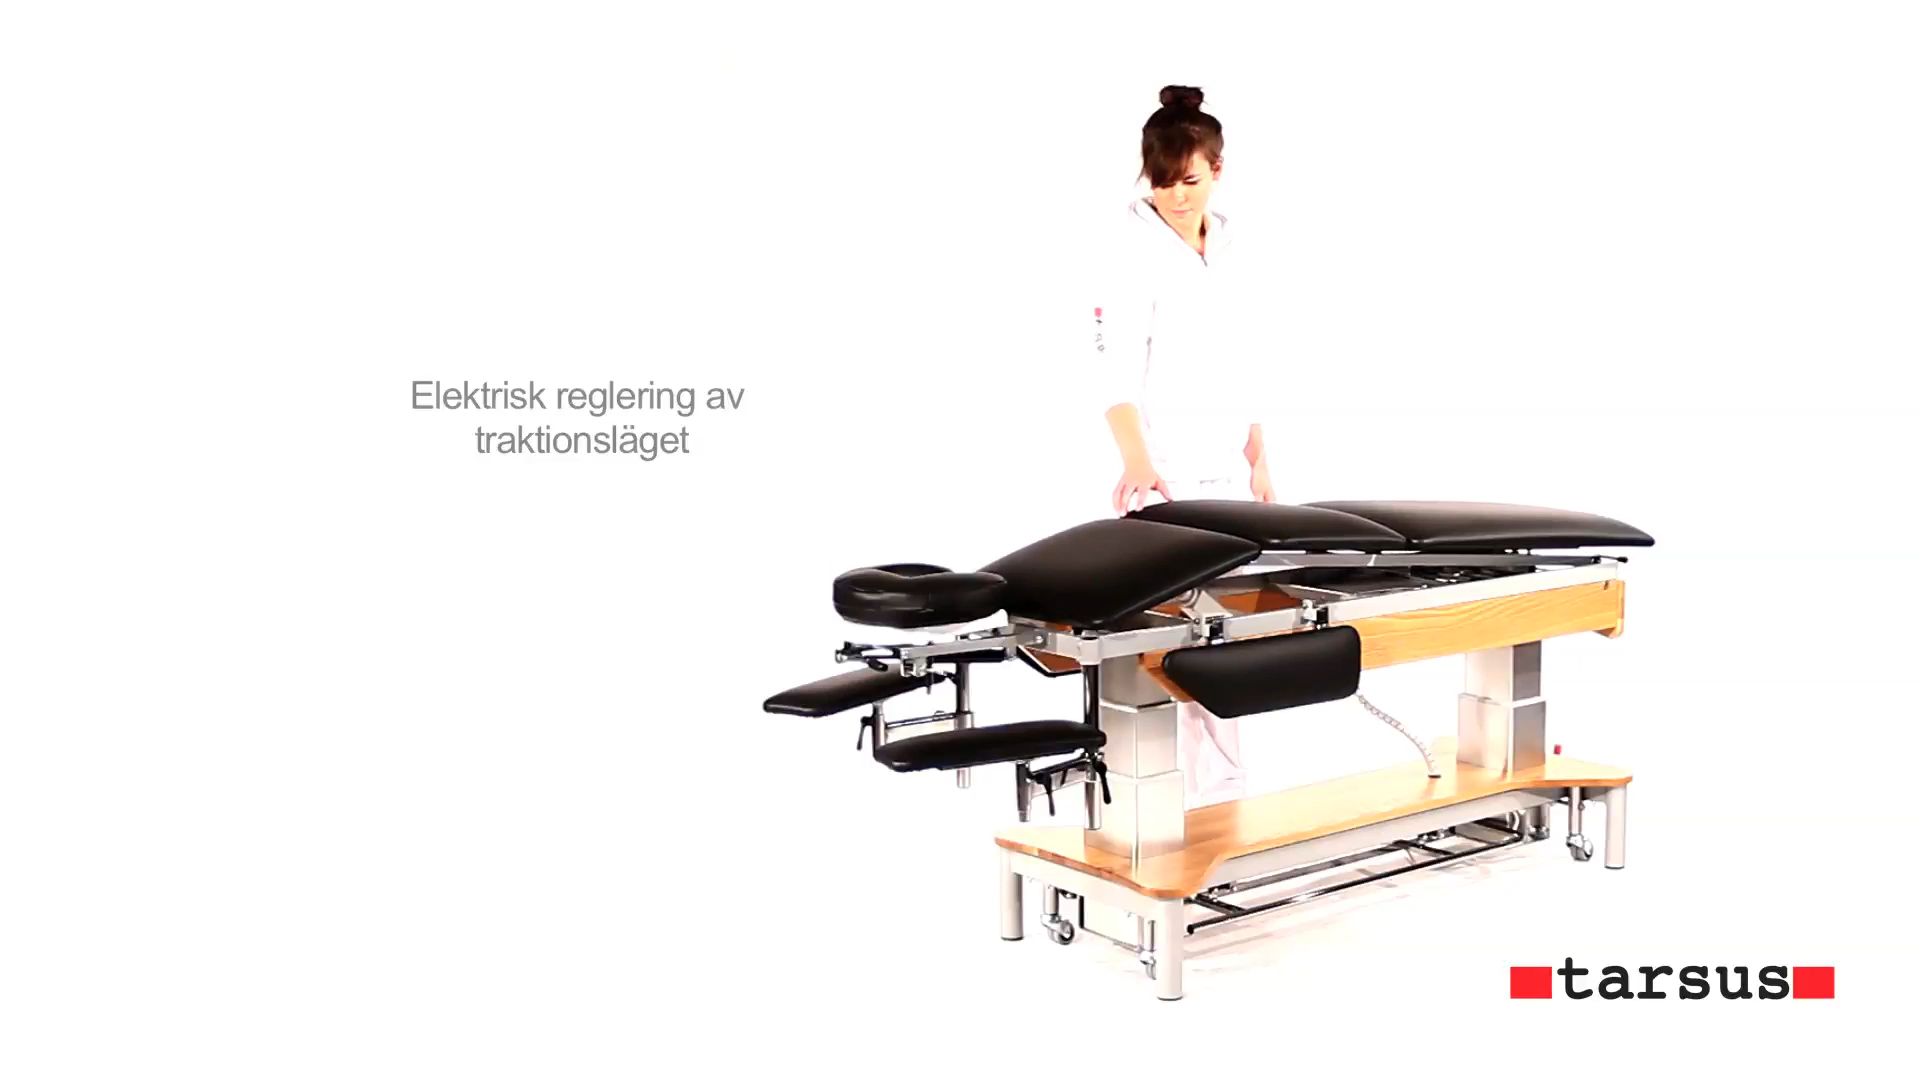 Elektrisk reglering av
traktionsläget
tarsus